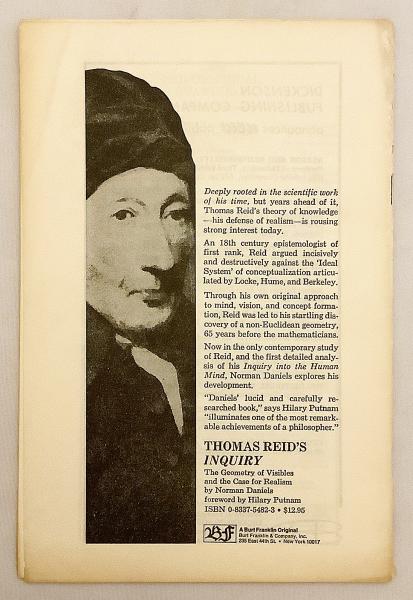 Deeply rooted in the scientific work
of his time, but years ahead of it,
Thomas Reid's theory of knowledge
—his defense of realism—is rousing
strong interest today.
An 18th century epistemologist of
first rank, Reid argued incisively
and destructively against the 'Ideal
System' of conceptualization articu-
lated by Locke, Hume, and Berkeley.
Through his own original approach
to mind, vision, and concept forma-
tion, Reid was led to his startling dis-
covery of a non-Euclidean geometry,
65 years before the mathematicians.
Now in the only contemporary study
of Reid, and the first detailed analy-
sis of his Inquiry into the Human
Mind, Norman Daniels explores his
development.
"Daniels' lucid and carefully re-
searched book," says Hilary Putnam
"illuminates one of the most remark-
able achievements of a philosopher."
THOMAS REID'S
INQUIRY
The Geometry of Visibles
and the Case for Realism
by Norman Daniels
foreword by Hilary Putnam
ISBN 0-8337-5482-3 • $12.95
BF
A Burt Franklin Original
Burt Franklin & Company, Inc.
235 East 44th St. • New York 10017
DICKENSON
PUBLISHING COMPA
announces